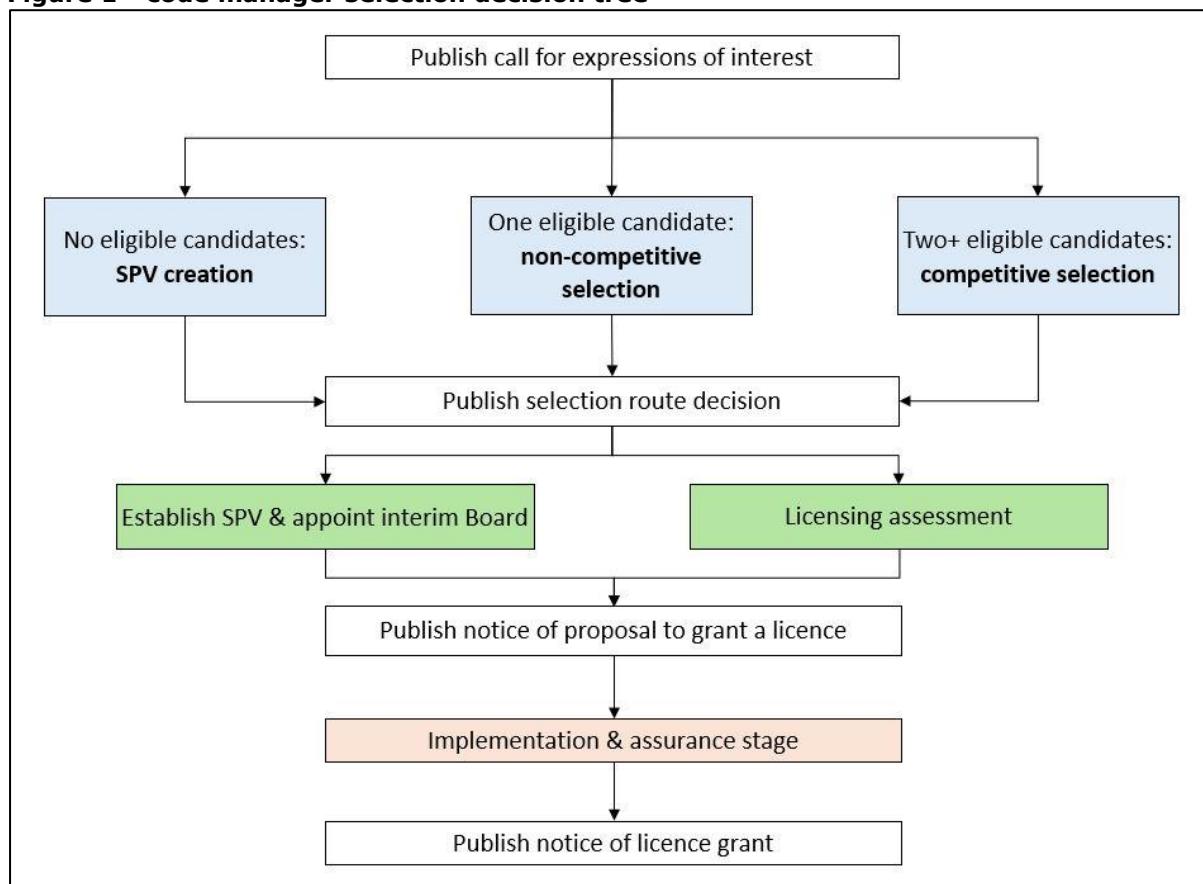 Figure 1 - Code manager selection decision tree
Publish call for expressions of interest
No eligible candidates:
SPV creation
One eligible candidate:
non-competitive
selection
Two+ eligible candidates:
competitive selection
Publish selection route decision
Establish SPV & appoint interim Board
Licensing assessment
Publish notice of proposal to grant a licence
Implementation & assurance stage
Publish notice of licence grant